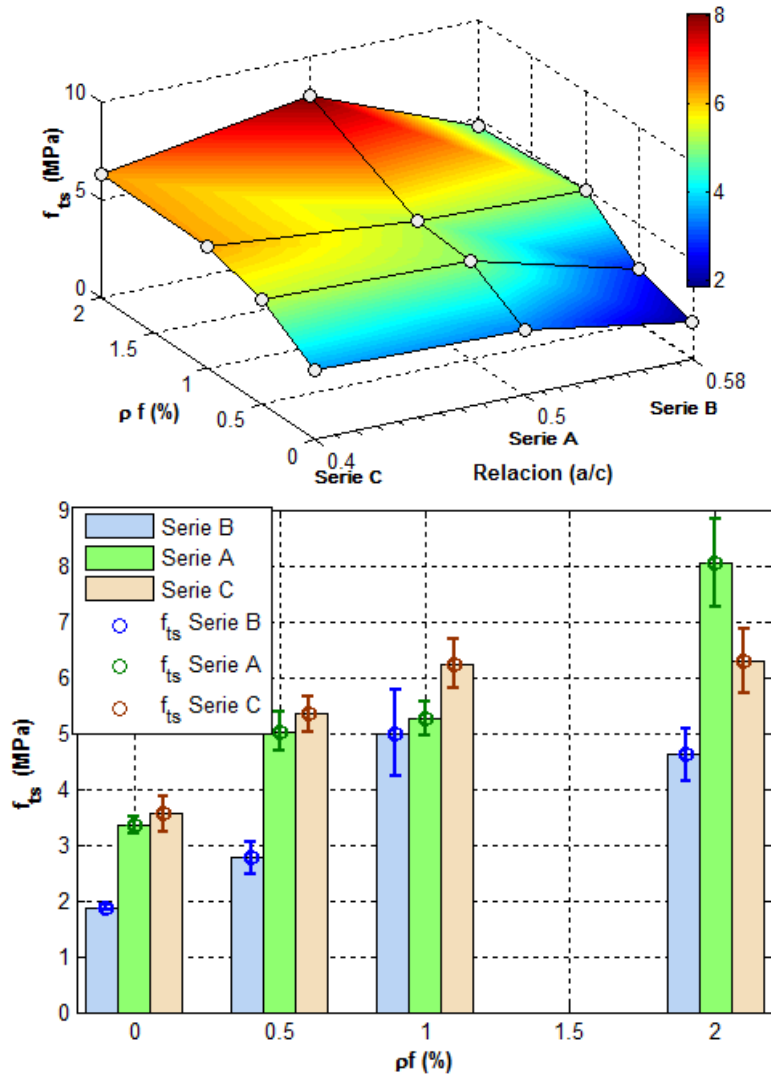 8
6
4
2
10
5
0
f_ts (MPa)
2
1.5
1
0.5
0
ρ f (%)
0.4
0.5
0.58
Serie C
Serie A
Serie B
Relacion (a/c)
9
8
7
6
5
4
3
2
1
0
f_ts (MPa)
Serie B
Serie A
Serie C
f_ts Serie B
f_ts Serie A
f_ts Serie C
0
0.5
1
1.5
2
ρf (%)